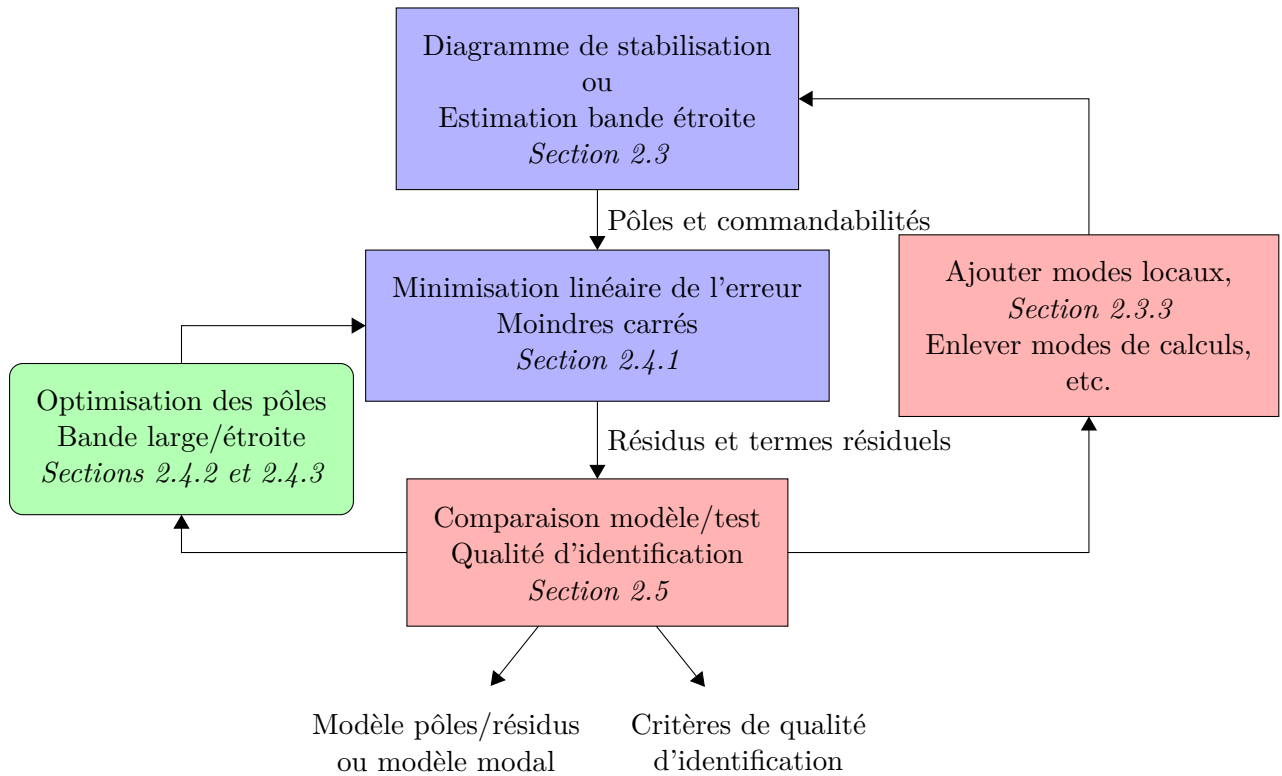 Diagramme de stabilisation
ou
Estimation bande étroite
Section 2.3
Pôles et commandabilités
Ajouter modes locaux,
Section 2.3.3
Enlever modes de calculs,
etc.
Minimisation linéaire de l'erreur
Moindres carrés
Section 2.4.1
Optimisation des pôles
Bande large/étroite
Sections 2.4.2 et 2.4.3
Résidus et termes résiduels
Comparaison modèle/test
Qualité d'identification
Section 2.5
Modèle pôles/résidus
ou modèle modal
Critères de qualité
d'identification